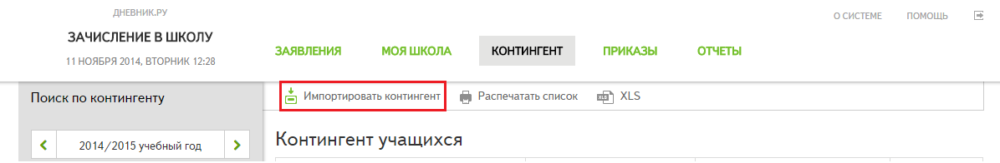 ДНЕВНИК.РУ
ЗАЧИСЛЕНИЕ В ШКОЛУ
11 НОЯБРЯ 2014, ВТОРНИК 12:28
О СИСТЕМЕ ПОМОЩЬ
ЗАЯВЛЕНИЯ МОЯ ШКОЛА КОНТИНГЕНТ ПРИКАЗЫ ОТЧЕТЫ
Поиск по контингенту
2014/2015 учебный год
Импортировать контингент Распечатать список XLS XLS
Контингент учащихся